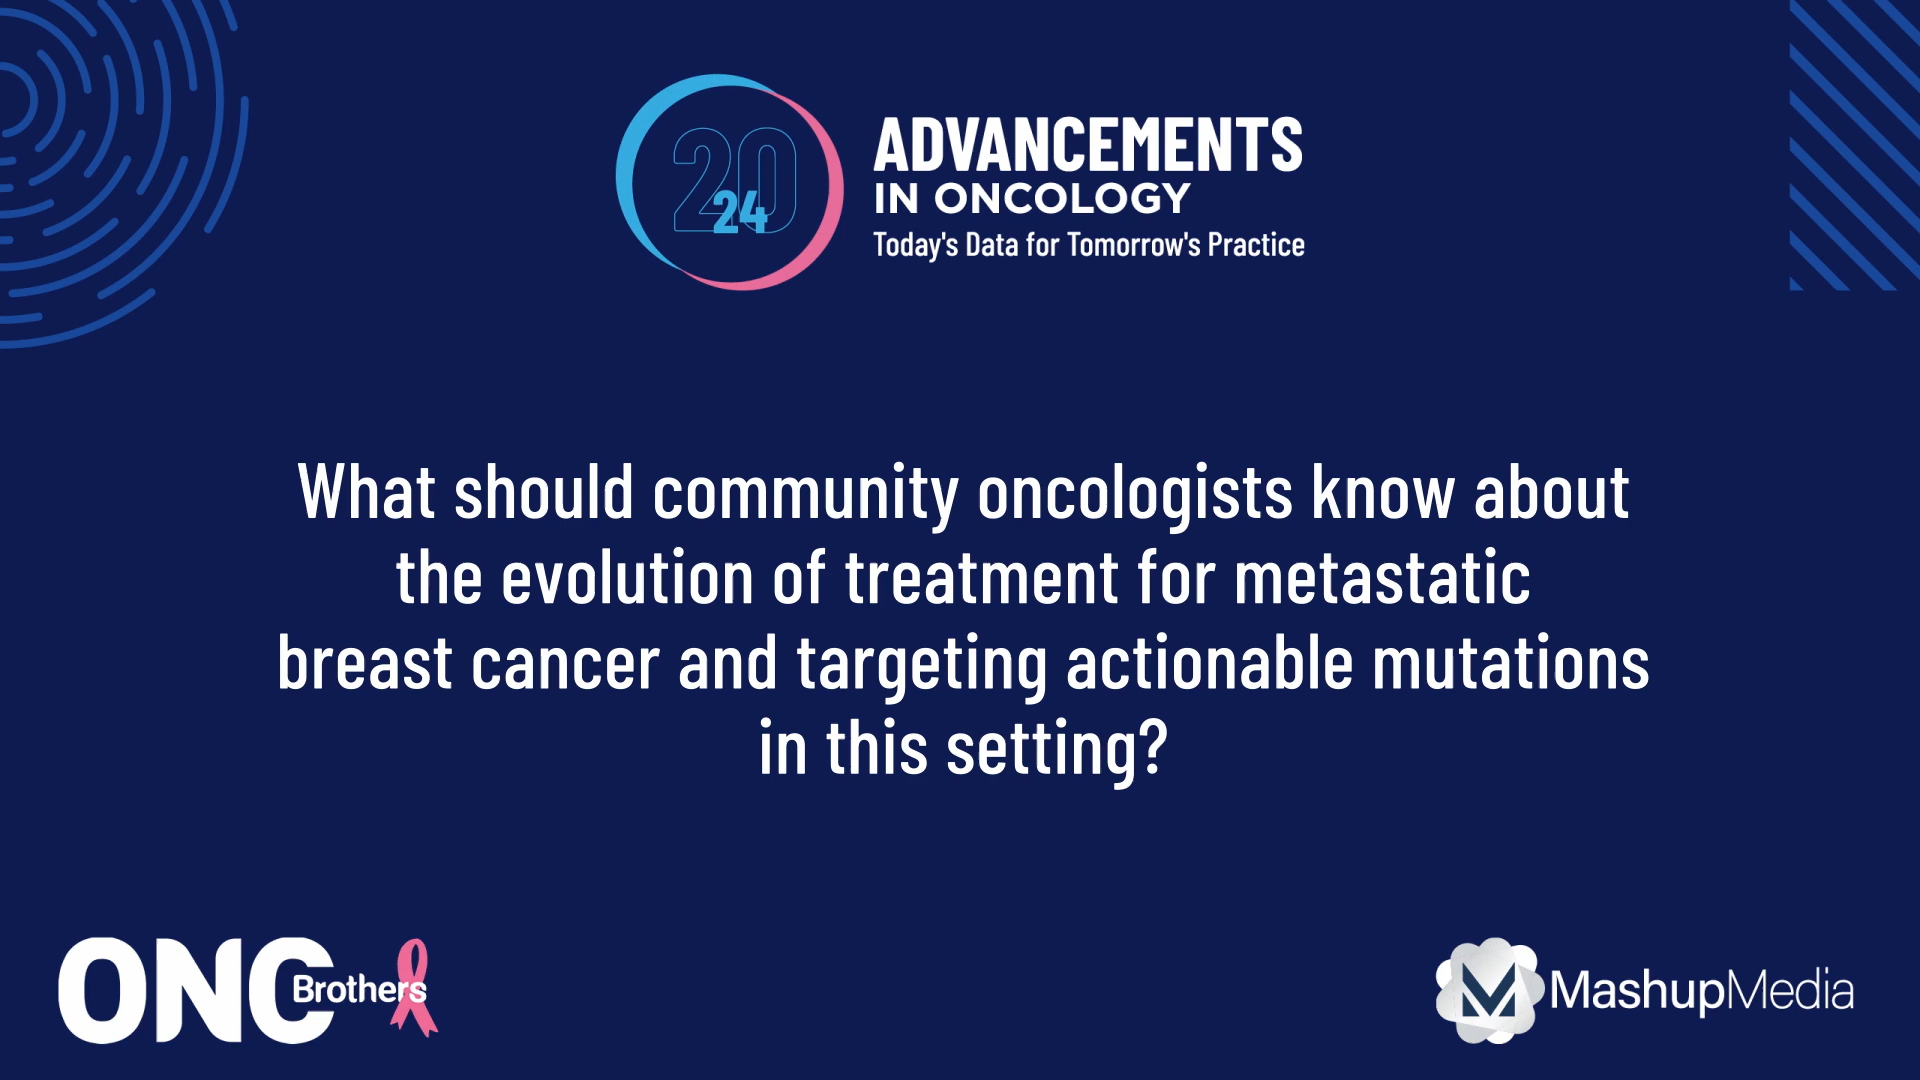 2024
ADVANCEMENTS
IN ONCOLOGY
Today's Data for Tomorrow's Practice
What should community oncologists know about
the evolution of treatment for metastatic
breast cancer and targeting actionable mutations
in this setting?
ONC Brothers
M MashupMedia